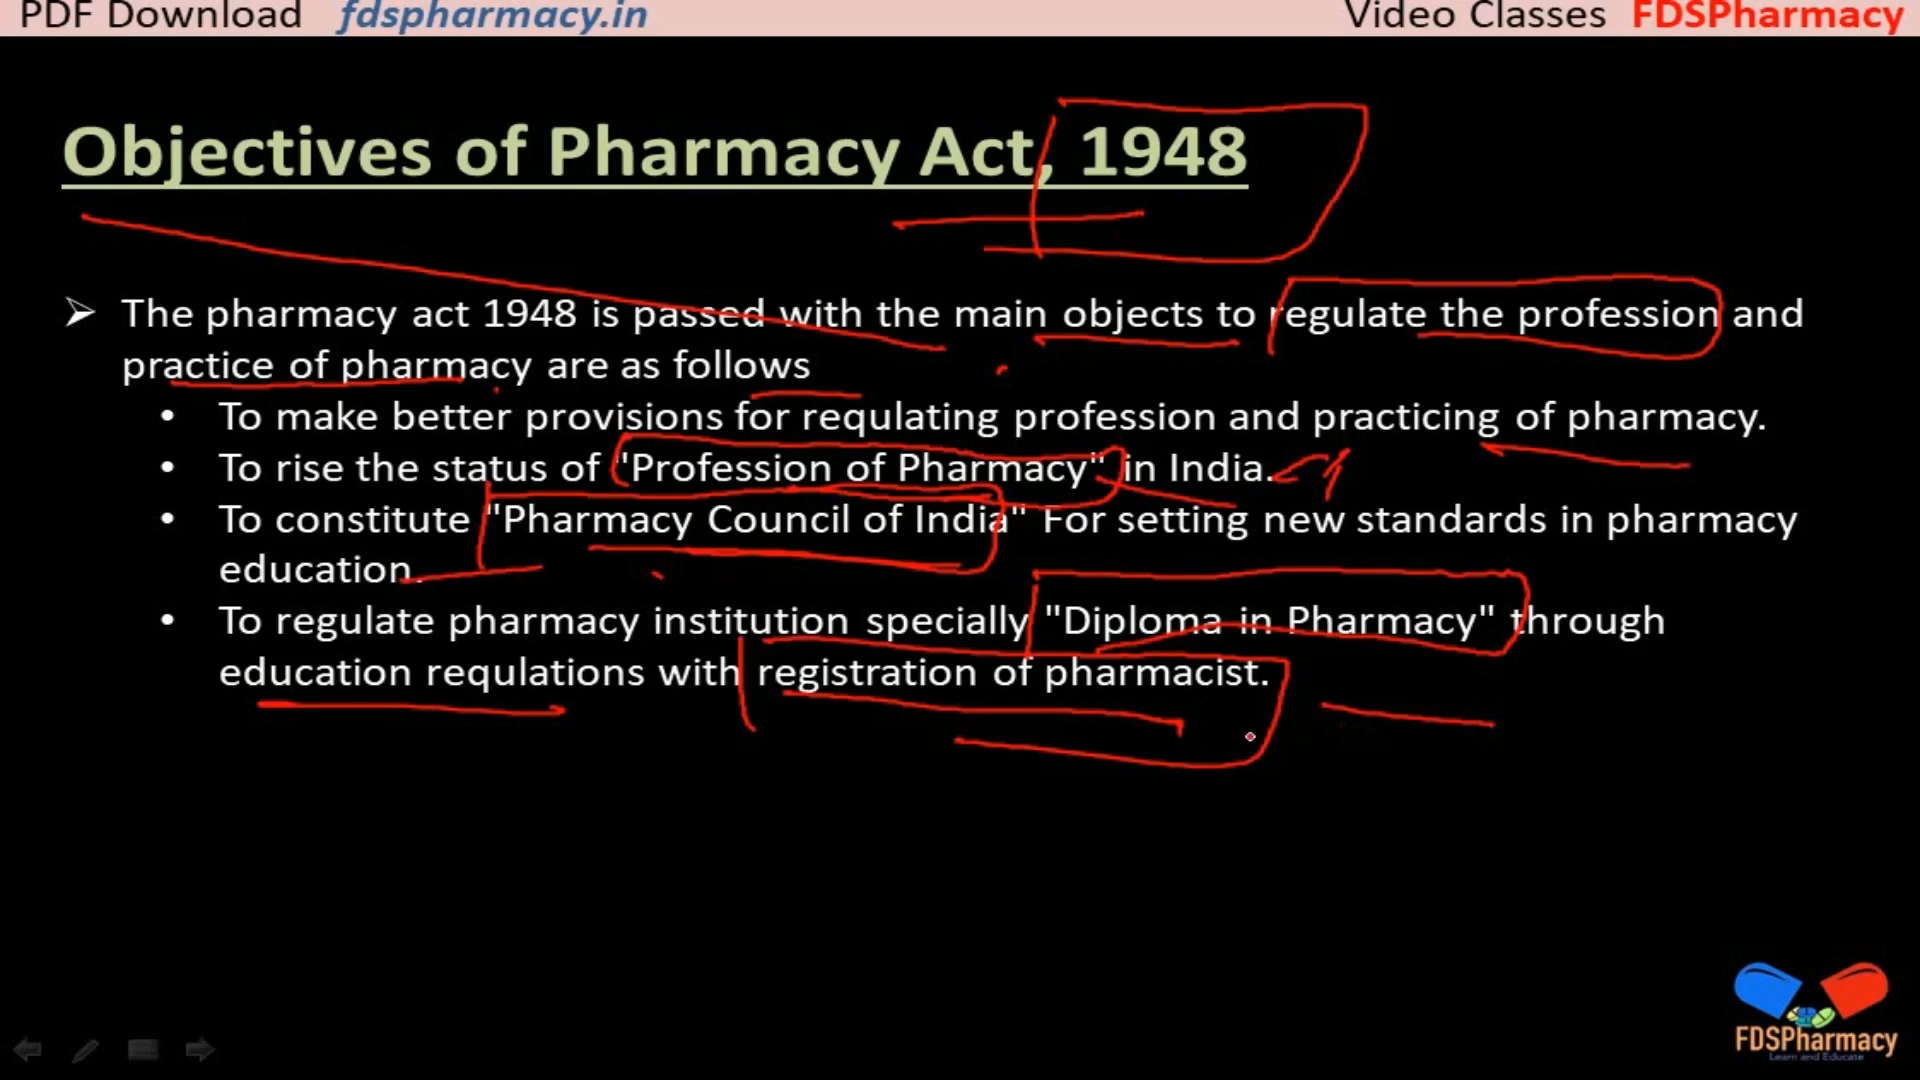 PDF Download fdspharmacy.in Video Classes FDSPharmacy
Objectives of Pharmacy Act, 1948
➢ The pharmacy act 1948 is passed with the main objects to regulate the profession and
practice of pharmacy are as follows
• To make better provisions for requlating profession and practicing of pharmacy.
• To rise the status of "Profession of Pharmacy" in India.
• To constitute "Pharmacy Council of India" For setting new standards in pharmacy
education.
• To regulate pharmacy institution specially "Diploma in Pharmacy" through
education requlations with registration of pharmacist.
FDSPharmacy
Learn and Educate